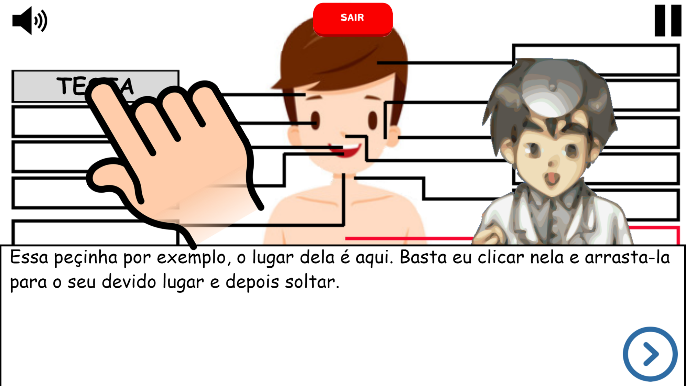 SAIR
TESTA
Essa peçinha por exemplo, o lugar dela é aqui. Basta eu clicar nela e arrasta-la
para o seu devido lugar e depois soltar.